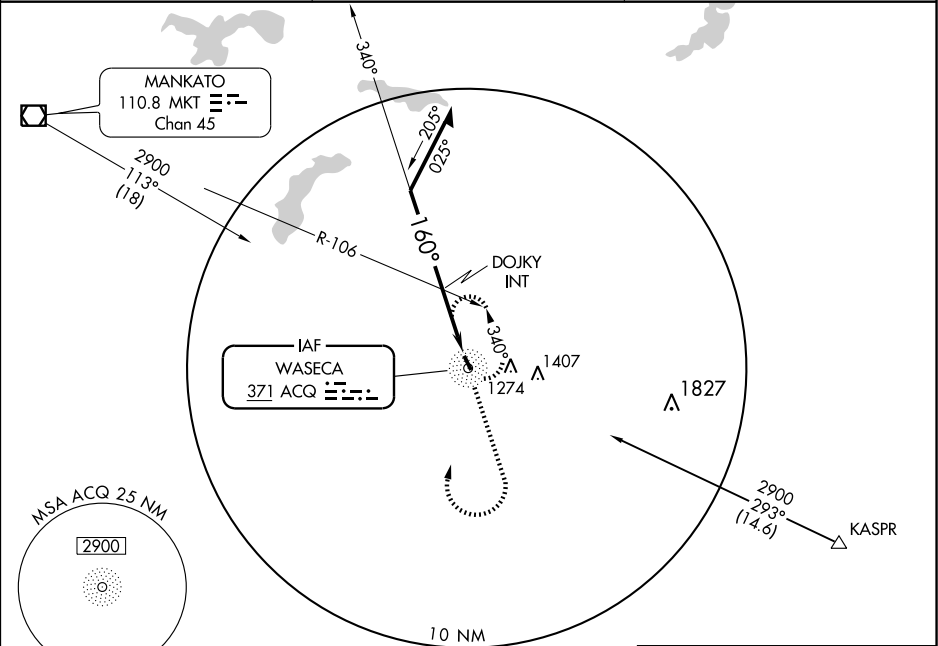 340°
MANKATO
110.8 MKT
Chan 45
205°
025°
2900
113°
(18)
160°
R-106
DOJKY
INT
IAF
WASECA
371 ACQ
340°
1407
1274
1827
2900
293°
(14.6)
KASPR
MSA ACQ 25 NM
2900
10 NM